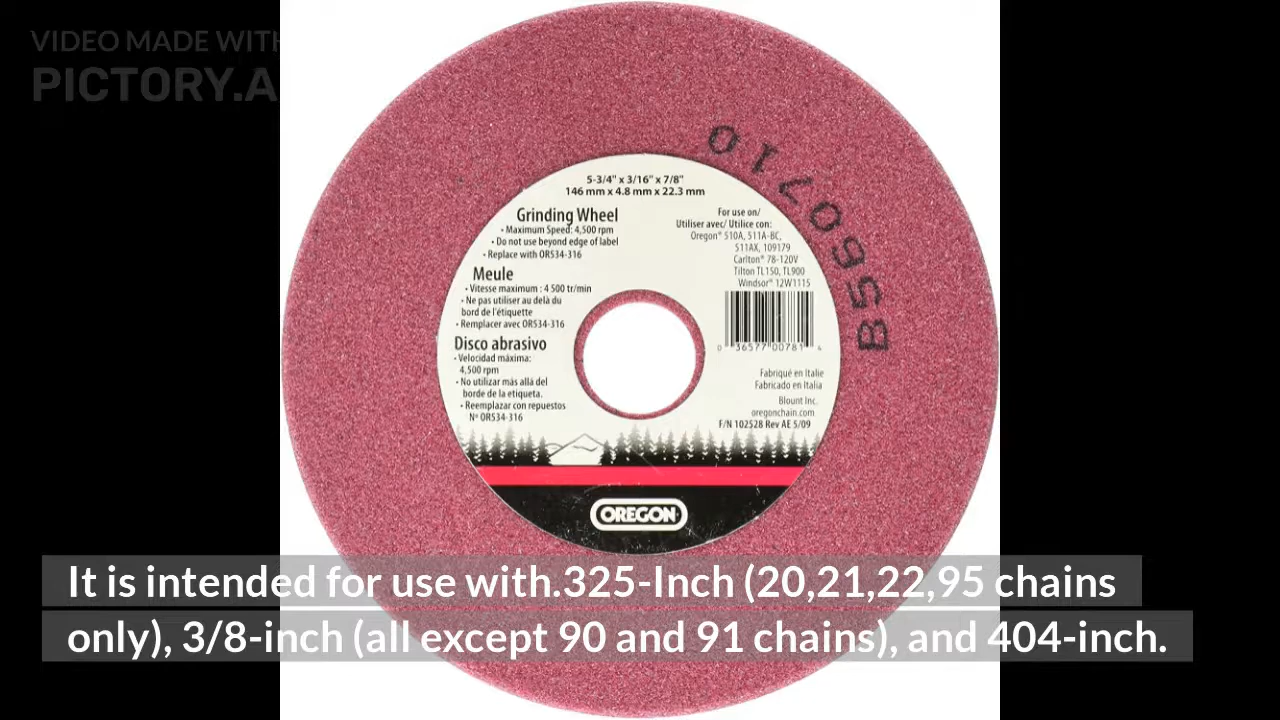 VIDEO MADE WITH
PICTORY.A
B5607 10
5-3/4" x 3/16" x 7/8"
146 mm x 4.8 mm x 22.3 mm
Grinding Wheel
• Maximum Speed: 4,500 rpm
• Do not use beyond edge of label
• Replace with OR534-316
Meule
• Vitesse maximum : 4 500 tr/min
• Ne pas utiliser au delà du
bord de l'étiquette
• Remplacer avec OR534-316
Disco abrasivo
• Velocidad máxima:
4,500 rpm
• No utilizar más allá del
borde de la etiqueta.
• Reemplazar con repuestos
Nº OR534-316
For use on/
Utiliser avec/ Utilice con:
Oregon® 510A, 511A-BC,
511AX, 109179
Carlton® 78-120V
Tilton TL150, TL900
Windsor® 12W1115
0 36577 00781 4
Fabriqué en Italie
Fabricado en Italia
Blount Inc.
oregonchain.com
F/N 102528 Rev AE 5/09
OREGON
It is intended for use with.325-Inch (20,21,22,95 chains
only), 3/8-inch (all except 90 and 91 chains), and 404-inch.